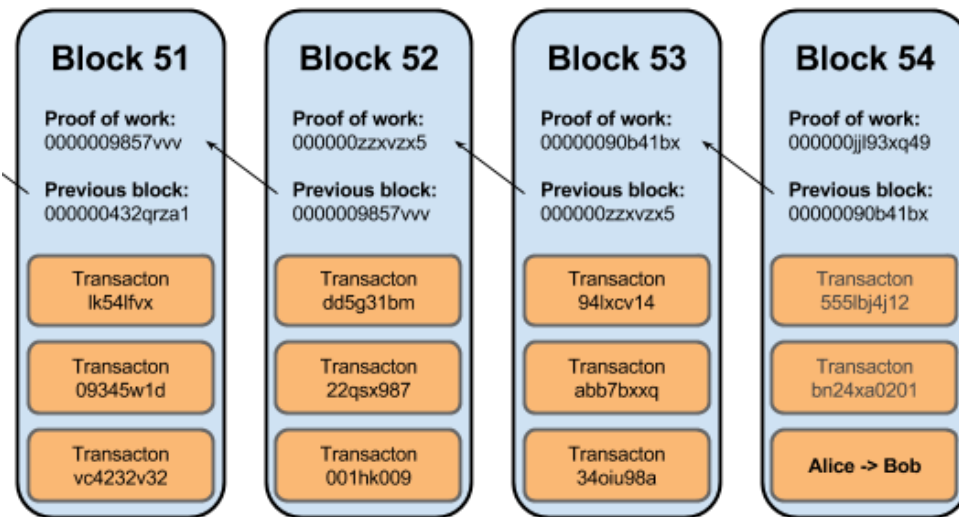 Block 51
Proof of work:
0000009857vvv
Previous block:
000000432qrza1
Transacton
lk54lfvx
Transacton
09345w1d
Transacton
vc4232v32
Block 52
Proof of work:
000000zzxvzx5
Previous block:
0000009857vvv
Transacton
dd5g31bm
Transacton
22qsx987
Transacton
001hk009
Block 53
Proof of work:
00000090b41bx
Previous block:
000000zzxvzx5
Transacton
94lxcv14
Transacton
abb7bxxq
Transacton
34oiu98a
Block 54
Proof of work:
000000jjl93xq49
Previous block:
00000090b41bx
Transacton
555lbj4j12
Transacton
bn24xa0201
Alice -> Bob